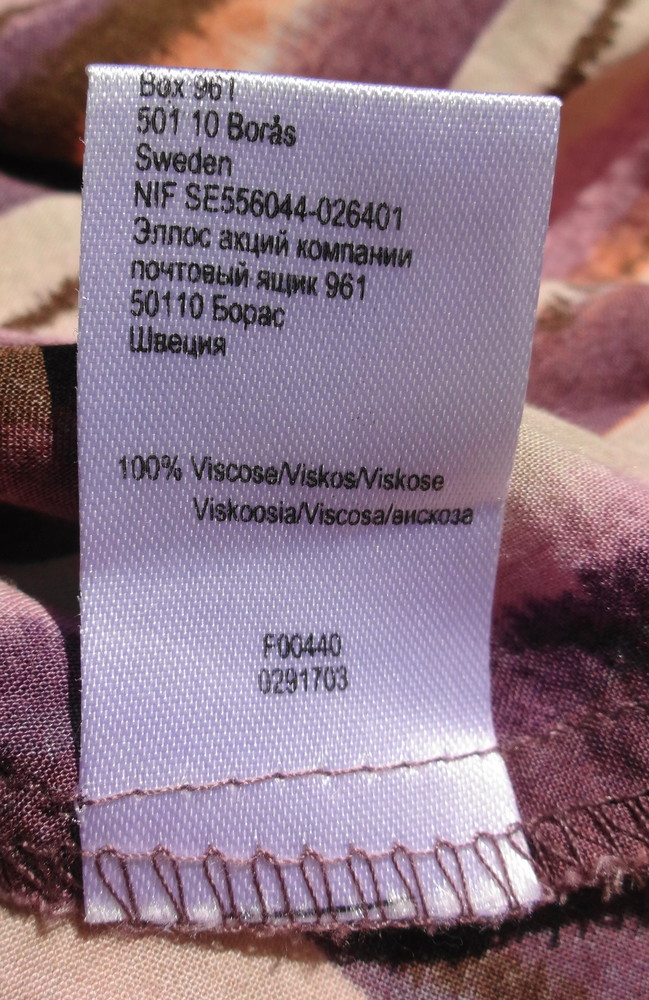 Box 961
501 10 Borås
Sweden
NIF SE556044-026401
Эллос акций компании
почтовый ящик 961
50110 Борас
Швеция
100% Viscose/Viskos/Viskose
Viskoosia/Viscosa/вискоза
F00440
0291703